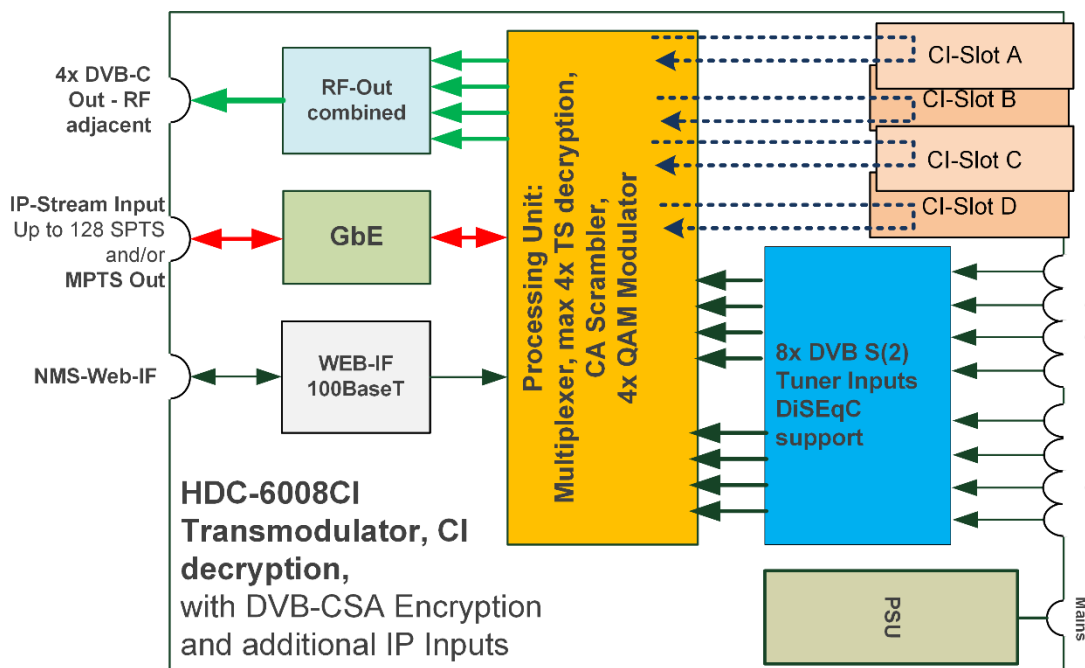 4x DVB-C
Out - RF
adjacent
RF-Out
combined
IP-Stream Input
Up to 128 SPTS
and/or
MPTS Out
GbE
NMS-Web-IF
WEB-IF
100BaseT
Processing Unit:
Multiplexer, max 4x TS decryption,
CA Scrambler,
4x QAM Modulator
CI-Slot A
CI-Slot B
CI-Slot C
CI-Slot D
8x DVB S(2)
Tuner Inputs
DiSEqC
support
HDC-6008CI
Transmodulator, CI
decryption,
with DVB-CSA Encryption
and additional IP Inputs
PSU
Mains